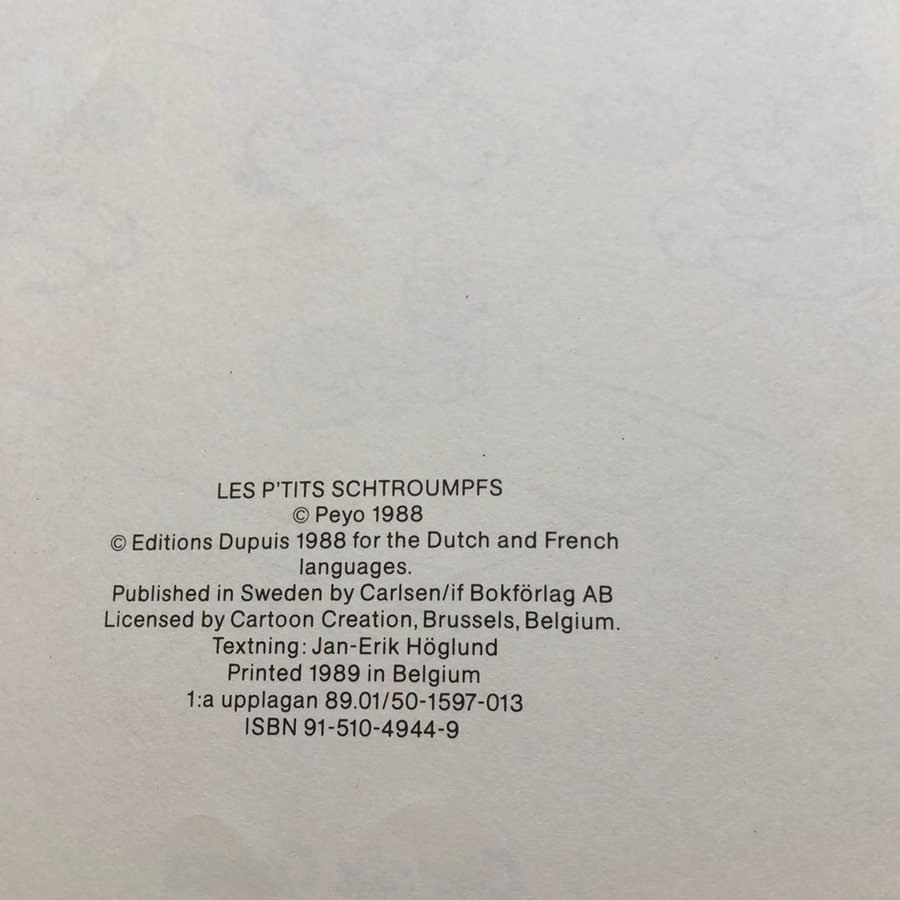 LES P'TITS SCHTROUMPFS
© Peyo 1988
© Editions Dupuis 1988 for the Dutch and French
languages.
Published in Sweden by Carlsen/if Bokförlag AB
Licensed by Cartoon Creation, Brussels, Belgium.
Textning: Jan-Erik Höglund
Printed 1989 in Belgium
1:a upplagan 89.01/50-1597-013
ISBN 91-510-4944-9